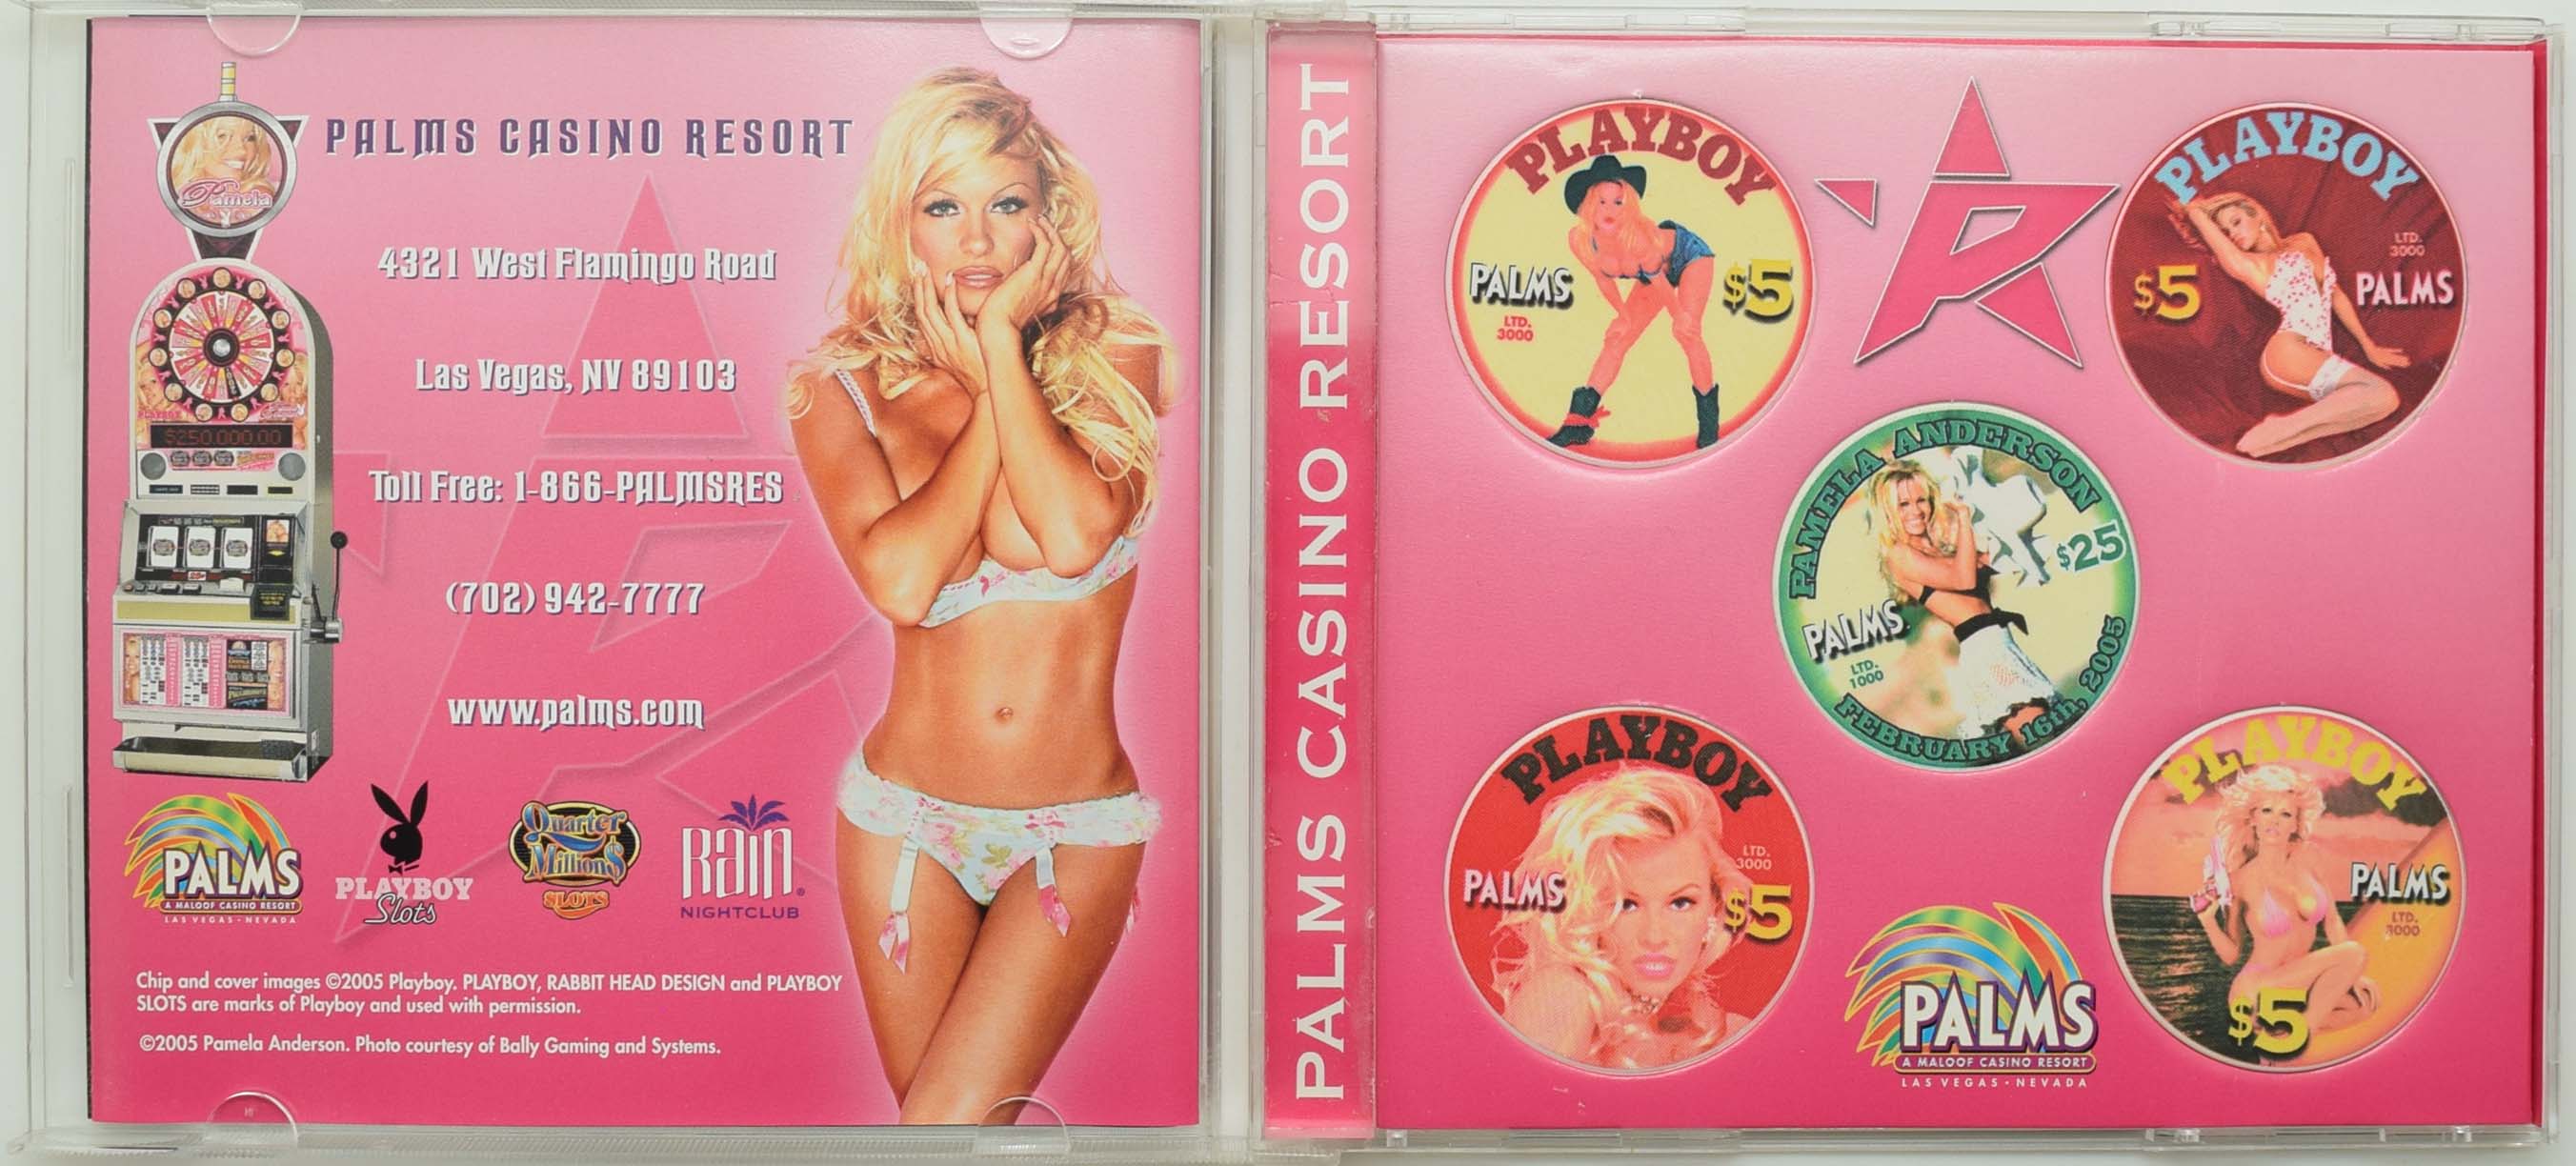 PALMS CASINO RESORT
Pamela
4321 West Flamingo Road
Las Vegas, NV 89103
Toll Free: 1-866-PALMSRES
(702) 942-7777
www.palms.com
PLAYBOY
$250,000.00
PALMS
A MALOOF CASINO RESORT
LAS VEGAS • NEVADA
PLAYBOY
Slots
Quarter
Million$
SLOTS
Rain
NIGHTCLUB
Chip and cover images ©2005 Playboy. PLAYBOY, RABBIT HEAD DESIGN and PLAYBOY
SLOTS are marks of Playboy and used with permission.
©2005 Pamela Anderson. Photo courtesy of Bally Gaming and Systems.
PALMS CASINO RESORT
PLAYBOY
PALMS
$5
LTD.
3000
PLAYBOY
LTD.
3000
$5
PALMS
PAMELA ANDERSON
$25
PALMS
LTD.
1000
FEBRUARY 16th, 2005
PLAYBOY
LTD.
3000
PALMS
$5
PLAYBOY
PALMS
LTD.
3000
$5
PALMS
A MALOOF CASINO RESORT
LAS VEGAS • NEVADA